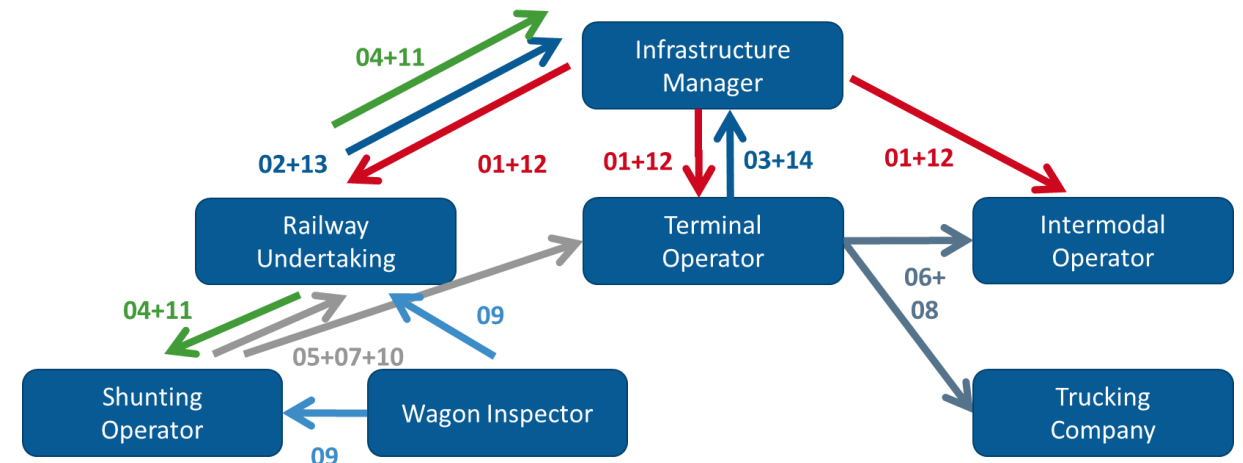 Infrastructure
Manager
04+11
02+13
01+12
01+12
03+14
01+12
Railway
Undertaking
Terminal
Operator
Intermodal
Operator
06+
08
04+11
09
05+07+10
Shunting
Operator
Wagon Inspector
Trucking
Company
09